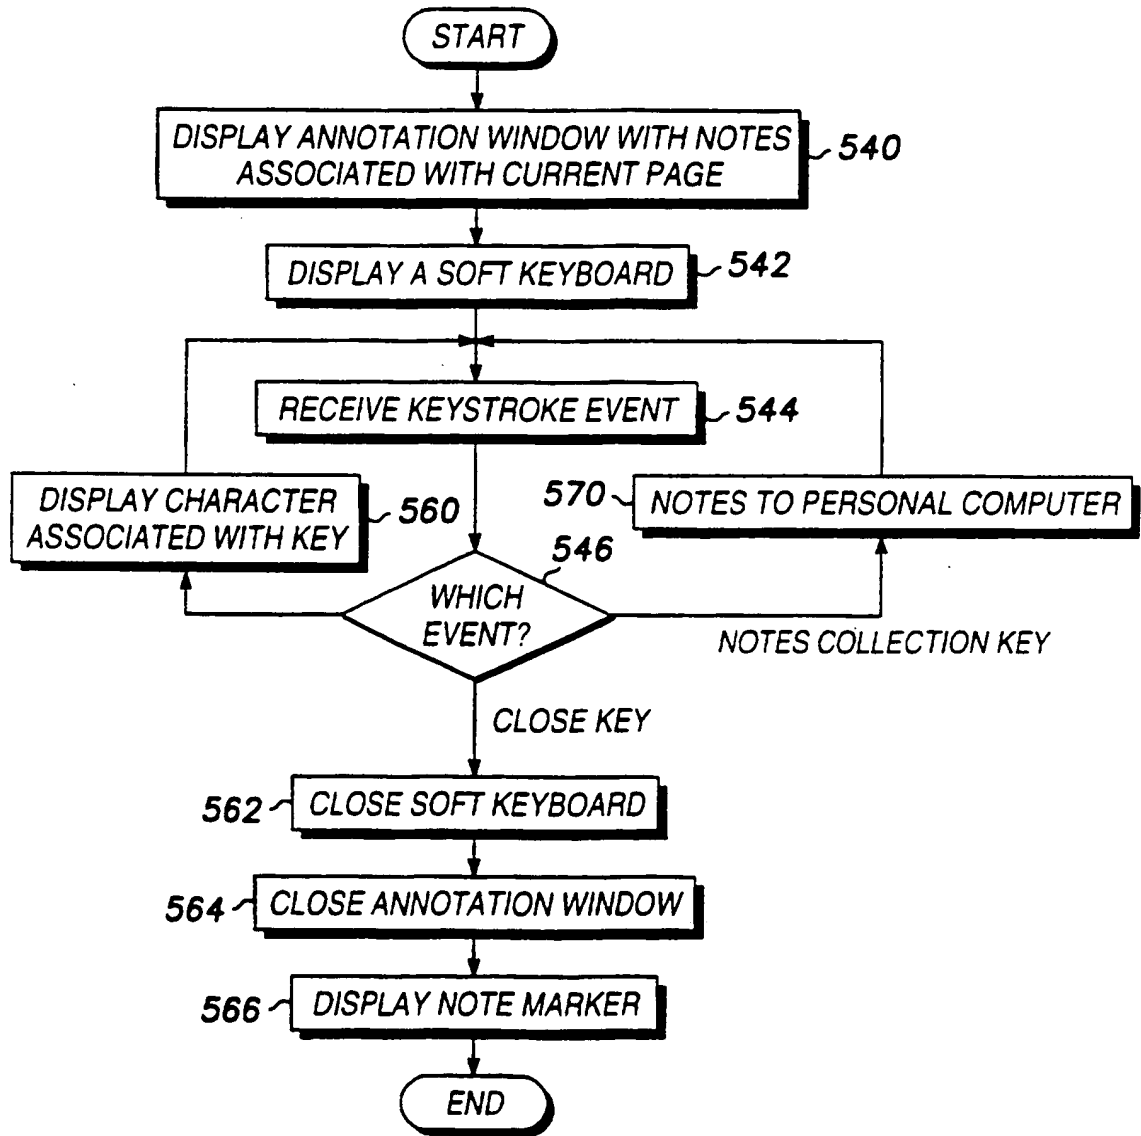 START
DISPLAY ANNOTATION WINDOW WITH NOTES
ASSOCIATED WITH CURRENT PAGE
540
DISPLAY A SOFT KEYBOARD
542
RECEIVE KEYSTROKE EVENT
544
DISPLAY CHARACTER
ASSOCIATED WITH KEY
560
570
NOTES TO PERSONAL COMPUTER
546
WHICH
EVENT?
NOTES COLLECTION KEY
CLOSE KEY
562
CLOSE SOFT KEYBOARD
564
CLOSE ANNOTATION WINDOW
566
DISPLAY NOTE MARKER
END